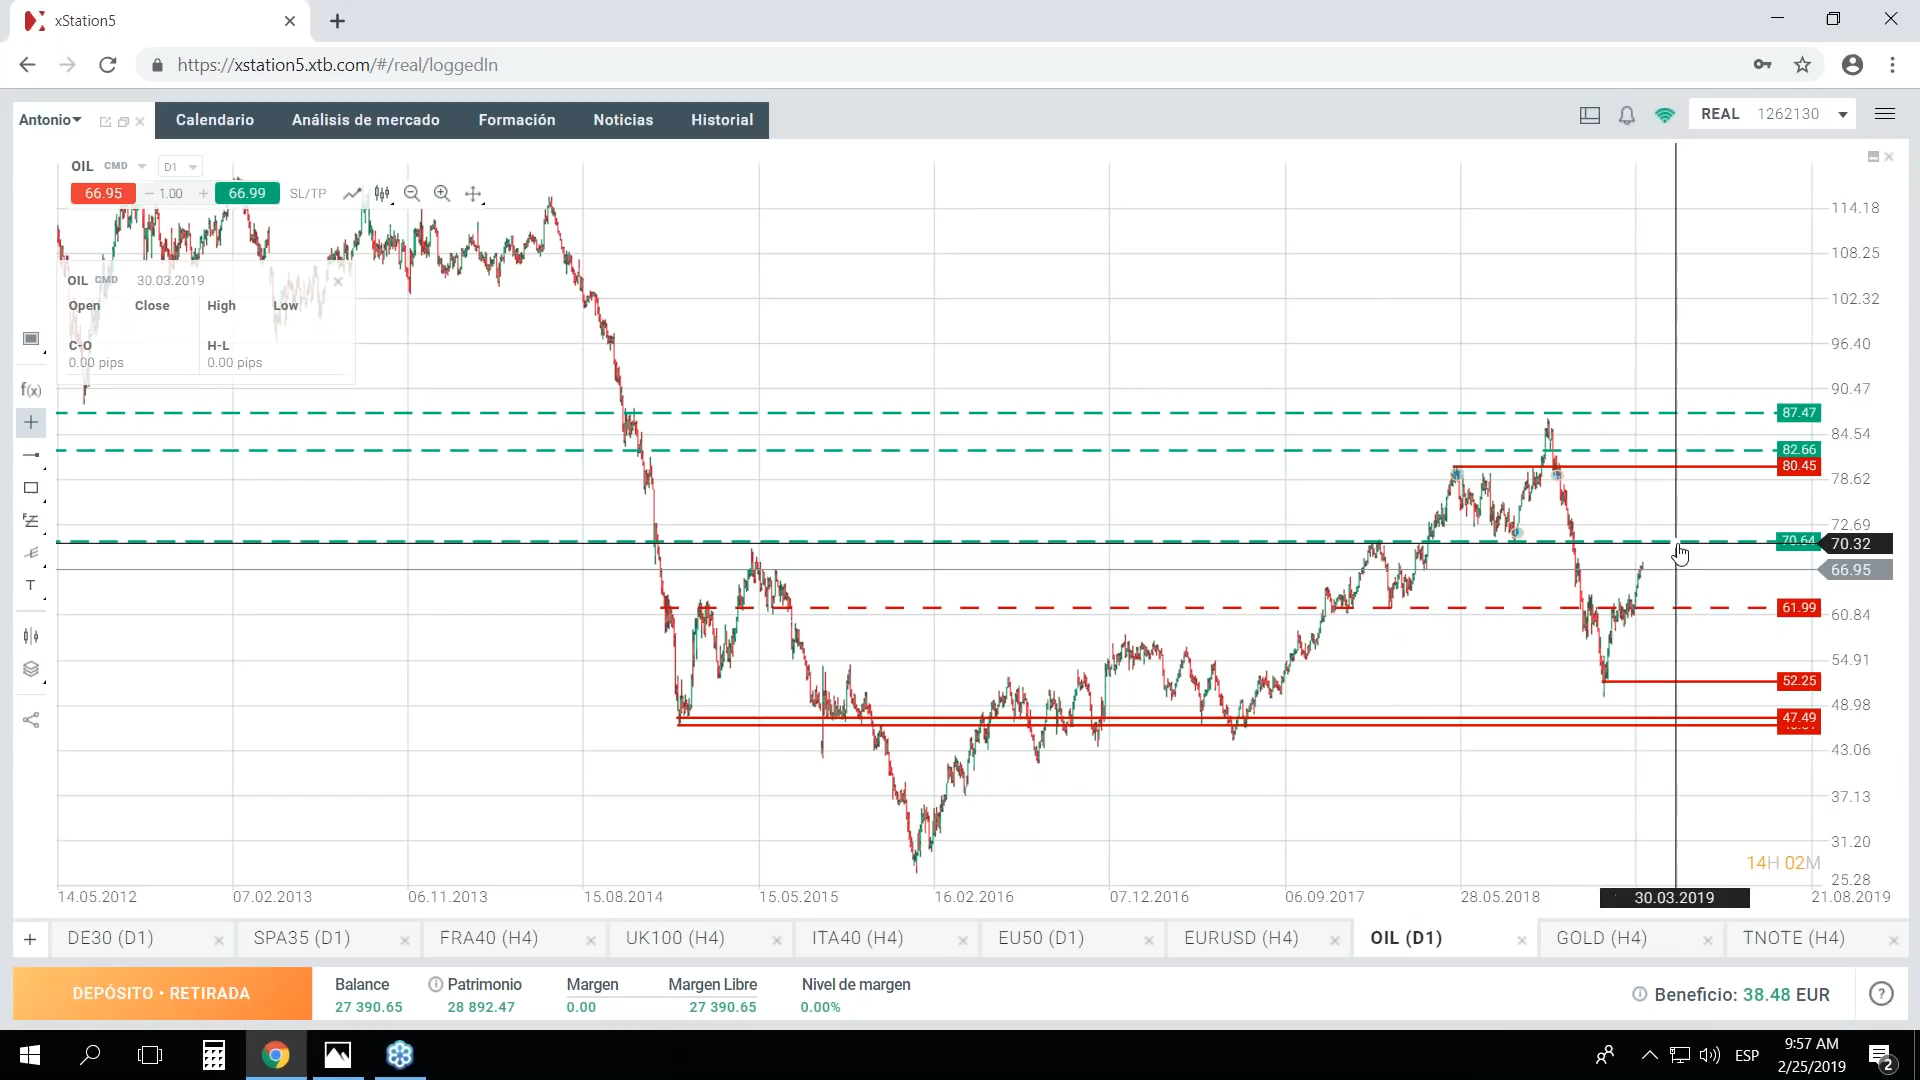 xStation5
https://xstation5.xtb.com/#/real/loggedIn
Antonio
Calendario
Análisis de mercado
Formación
Noticias
Historial
REAL 1262130
OIL CMD D1
66.95 1.00 66.99 SL/TP
OIL CMD 30.03.2019
Open Close High Low
C-O H-L
0.00 pips 0.00 pips
f(x)
T
114.18
108.25
102.32
96.40
90.47
87.47
84.54
82.66
80.45
78.62
72.69
70.64
70.32
66.95
61.99
60.84
54.91
52.25
48.98
47.49
43.06
37.13
31.20
14H 02M
25.28
14.05.2012 07.02.2013 06.11.2013 15.08.2014 15.05.2015 16.02.2016 07.12.2016 06.09.2017 28.05.2018 30.03.2019 21.08.2019
DE30 (D1) SPA35 (D1) FRA40 (H4) UK100 (H4) ITA40 (H4) EU50 (D1) EURUSD (H4) OIL (D1) GOLD (H4) TNOTE (H4)
DEPÓSITO • RETIRADA
Balance Patrimonio Margen Margen Libre Nivel de margen
27 390.65 28 892.47 0.00 27 390.65 0.00%
Beneficio: 38.48 EUR
ESP
9:57 AM
2/25/2019
2